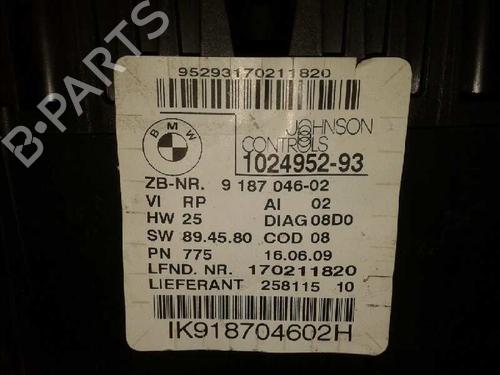 95293170211820
BMW
JOHNSON
CONTROLS
1024952-93
ZB-NR. 9 187 046-02
VI RP AI 02
HW 25 DIAG 08D0
SW 89.45.80 COD 08
PN 775 16.06.09
LFND. NR. 170211820
LIEFERANT 258115 10
IK918704602H
B-PARTS